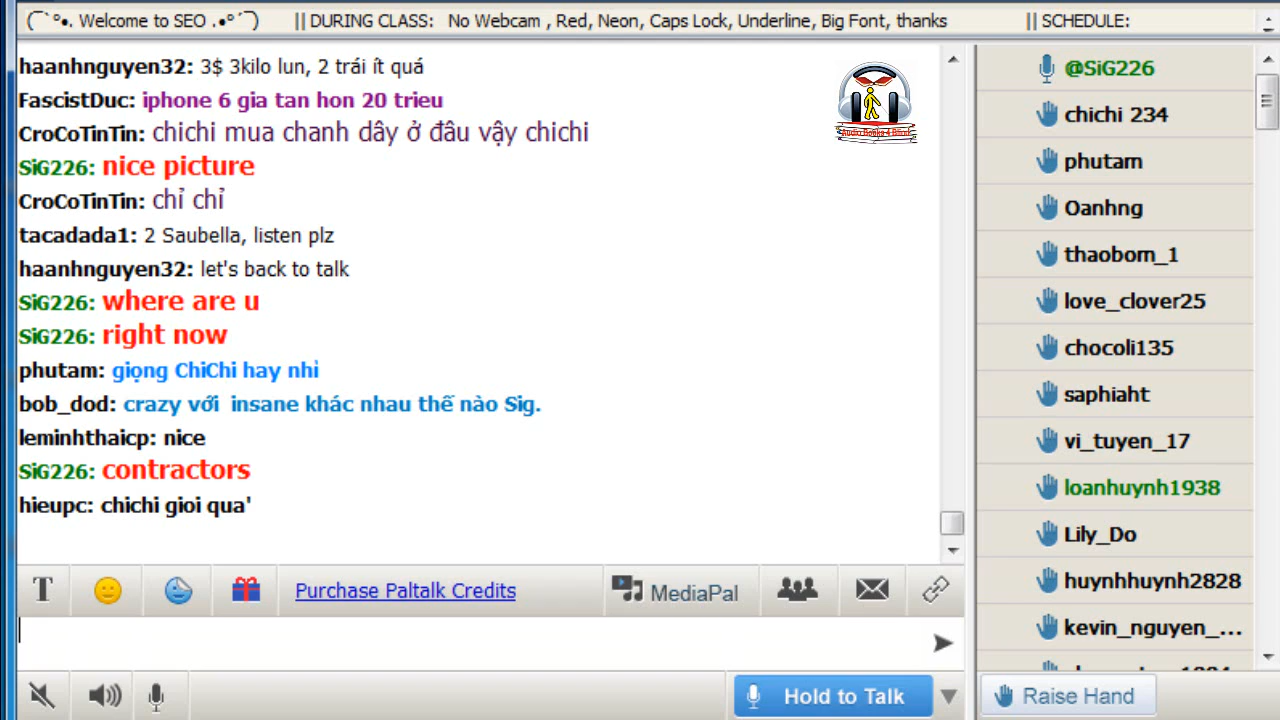 (¯`°•. Welcome to SEO .•°´¯) || DURING CLASS: No Webcam , Red, Neon, Caps Lock, Underline, Big Font, thanks || SCHEDULE:
haanhnguyen32: 3$ 3kilo lun, 2 trái ít quá
FascistDuc: iphone 6 gia tan hon 20 trieu
CroCoTinTin: chichi mua chanh dây ở đâu vậy chichi
SiG226: nice picture
CroCoTinTin: chỉ chỉ
tacadada1: 2 Saubella, listen plz
haanhnguyen32: let's back to talk
SiG226: where are u
SiG226: right now
phutam: giọng ChiChi hay nhỉ
bob_dod: crazy với insane khác nhau thế nào Sig.
leminhthaicp: nice
SiG226: contractors
hieupc: chichi gioi qua'
Audio Books 4 Blind
T
Purchase Paltalk Credits
MediaPal
Hold to Talk
@SiG226
chichi 234
phutam
Oanhng
thaobom_1
love_clover25
chocoli135
saphiaht
vi_tuyen_17
loanhuynh1938
Lily_Do
huynhhuynh2828
kevin_nguyen_...
Raise Hand